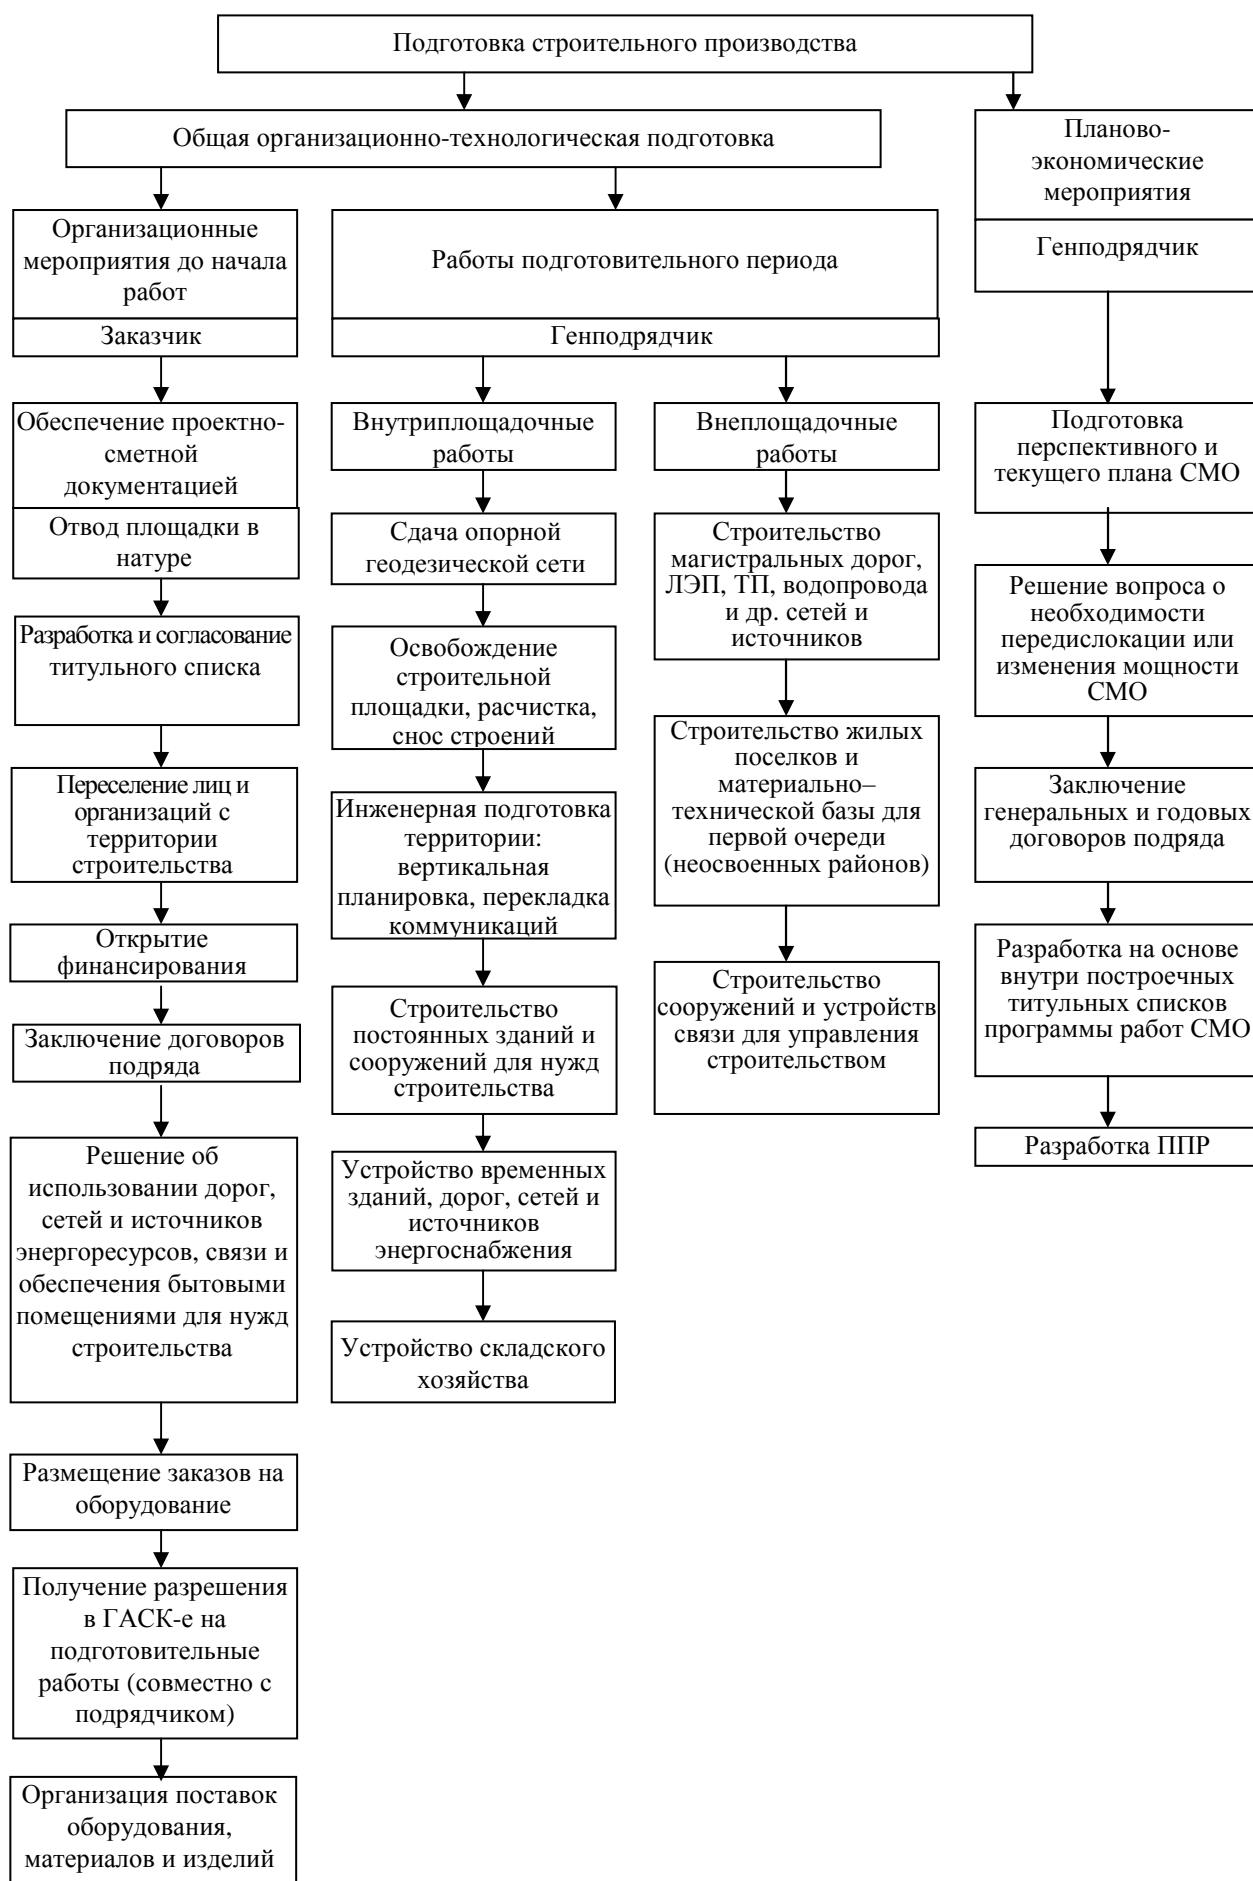 Подготовка строительного производства
Общая организационно-технологическая подготовка
Планово-
экономические
мероприятия
Генподрядчик
Организационные
мероприятия до начала
работ
Заказчик
Работы подготовительного периода
Генподрядчик
Обеспечение проектно-
сметной
документацией
Отвод площадки в
натуре
Разработка и согласование
титульного списка
Переселение лиц и
организаций с
территории
строительства
Открытие
финансирования
Заключение договоров
подряда
Решение об
использовании дорог,
сетей и источников
энергоресурсов, связи и
обеспечения бытовыми
помещениями для нужд
строительства
Размещение заказов на
оборудование
Получение разрешения
в ГАСК-е на
подготовительные
работы (совместно с
подрядчиком)
Организация поставок
оборудования,
материалов и изделий
Внутриплощадочные
работы
Сдача опорной
геодезической сети
Освобождение
строительной
площадки, расчистка,
снос строений
Инженерная подготовка
территории:
вертикальная
планировка, перекладка
коммуникаций
Строительство
постоянных зданий и
сооружений для нужд
строительства
Устройство временных
зданий, дорог, сетей и
источников
энергоснабжения
Устройство складского
хозяйства
Внеплощадочные
работы
Строительство
магистральных дорог,
ЛЭП, ТП, водопровода
и др. сетей и
источников
Строительство жилых
поселков и
материально–
технической базы для
первой очереди
(неосвоенных районов)
Строительство
сооружений и устройств
связи для управления
строительством
Подготовка
перспективного и
текущего плана СМО
Решение вопроса о
необходимости
передислокации или
изменения мощности
СМО
Заключение
генеральных и годовых
договоров подряда
Разработка на основе
внутри построечных
титульных списков
программы работ СМО
Разработка ППР